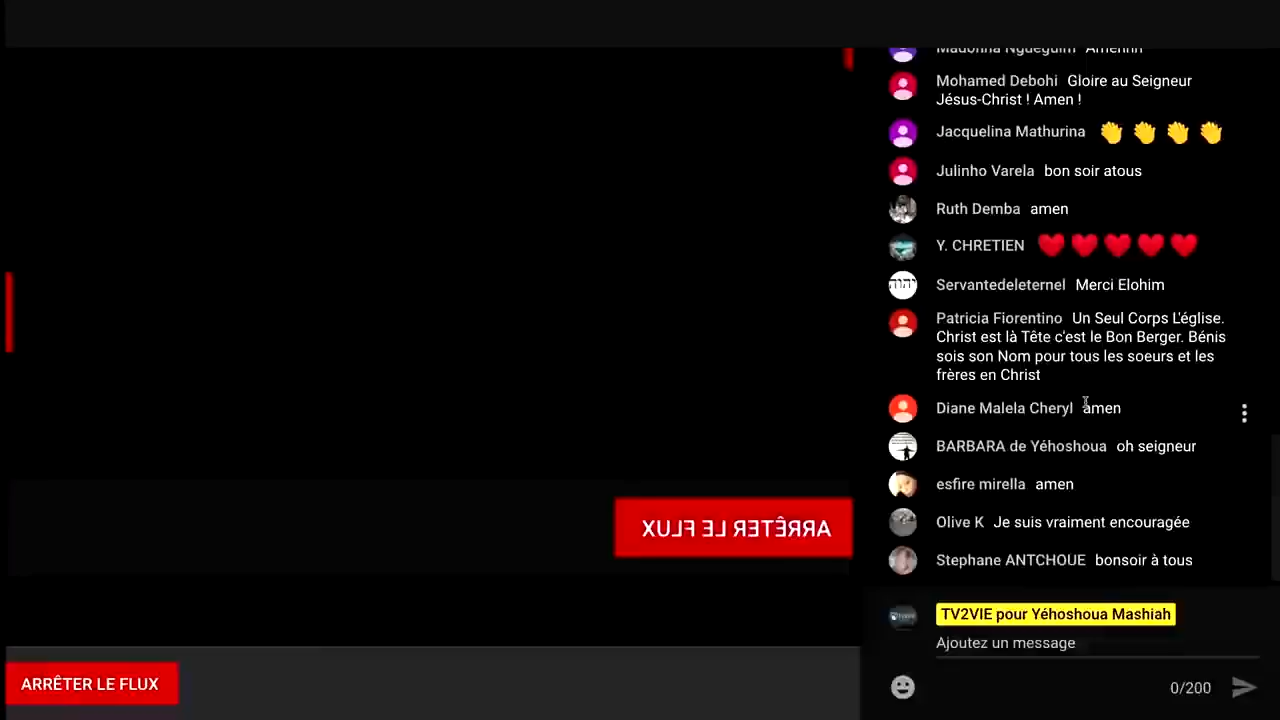 Madonna Ngueguim Amennn
Mohamed Debohi Gloire au Seigneur
Jésus-Christ ! Amen !
Jacquelina Mathurina 👏 👏 👏 👏
Julinho Varela bon soir atous
Ruth Demba amen
Y. CHRETIEN ❤️ ❤️ ❤️ ❤️ ❤️
יהוה
Servantedeleternel Merci Elohim
Patricia Fiorentino Un Seul Corps L'église.
Christ est là Tête c'est le Bon Berger. Bénis
sois son Nom pour tous les soeurs et les
frères en Christ
Diane Malela Cheryl amen
BARBARA de Yéhoshoua oh seigneur
esfire mirella amen
Olive K Je suis vraiment encouragée
Stephane ANTCHOUE bonsoir à tous
TV2VIE pour Yéhoshoua Mashiah
Ajoutez un message
0/200
ARRÊTER LE FLUX
ARRÊTER LE FLUX